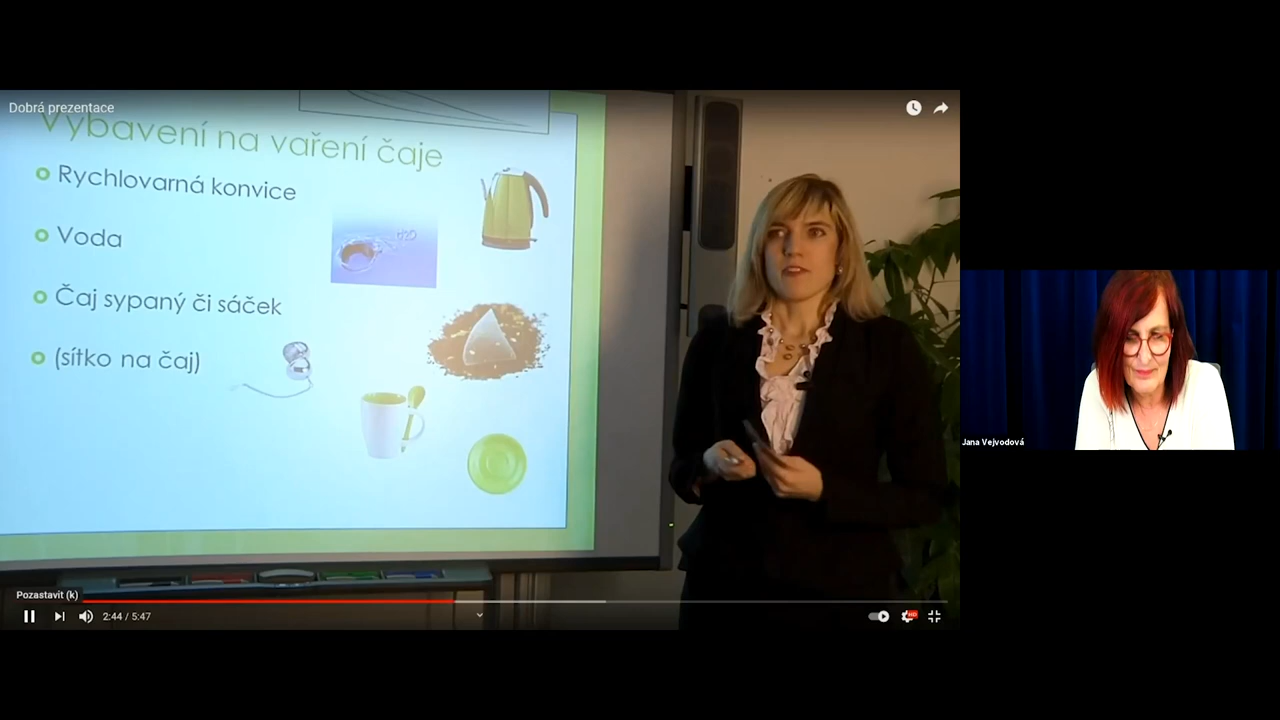 Dobrá prezentace
Vybavení na vaření čaje
Rychlovarná konvice
Voda
Čaj sypaný či sáček
(sítko na čaj)
Jana Vejvodová
Pozastavit (k)
2:44 / 5:47
HD